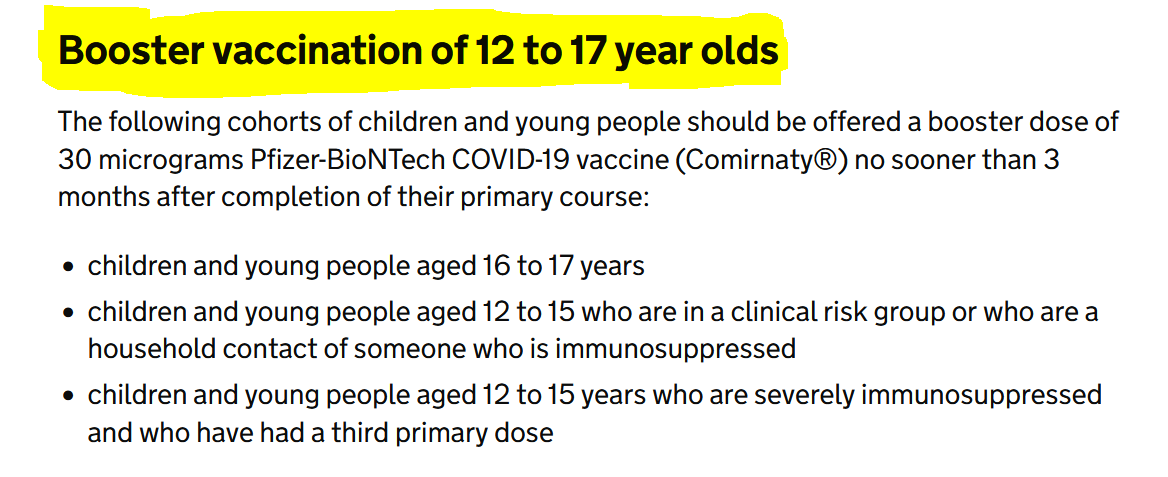 Booster vaccination of 12 to 17 year olds
The following cohorts of children and young people should be offered a booster dose of
30 micrograms Pfizer-BioNTech COVID-19 vaccine (Comirnaty®) no sooner than 3
months after completion of their primary course:
• children and young people aged 16 to 17 years
• children and young people aged 12 to 15 who are in a clinical risk group or who are a
household contact of someone who is immunosuppressed
• children and young people aged 12 to 15 years who are severely immunosuppressed
and who have had a third primary dose